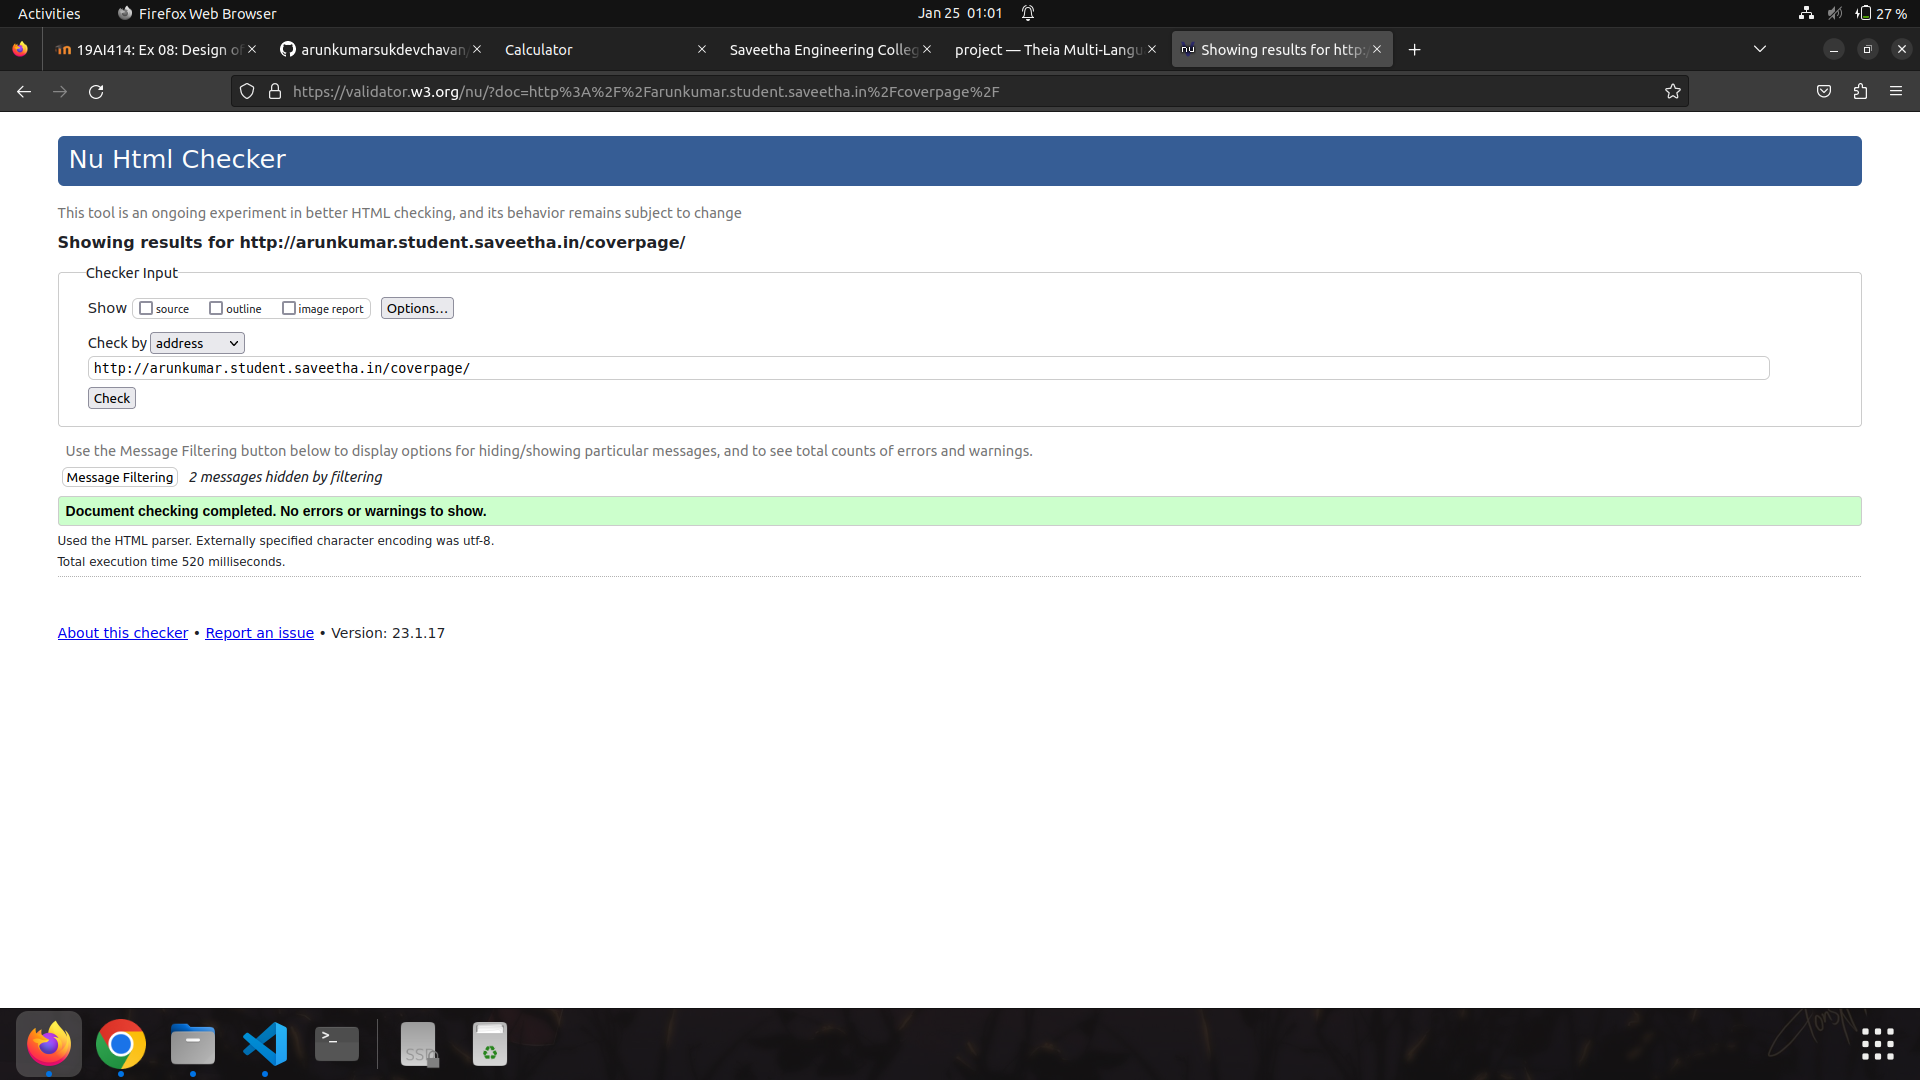 Activities
Firefox Web Browser
Jan 25 01:01
27 %
19AI414: Ex 08: Design of
arunkumarsukdevchavan/
Calculator
Saveetha Engineering Colleg
project — Theia Multi-Langu
nu Showing results for http:/
https://validator.w3.org/nu/?doc=http%3A%2F%2Farunkumar.student.saveetha.in%2Fcoverpage%2F
Nu Html Checker
This tool is an ongoing experiment in better HTML checking, and its behavior remains subject to change
Showing results for http://arunkumar.student.saveetha.in/coverpage/
Checker Input
Show source outline image report Options...
Check by address
http://arunkumar.student.saveetha.in/coverpage/
Check
Use the Message Filtering button below to display options for hiding/showing particular messages, and to see total counts of errors and warnings.
Message Filtering 2 messages hidden by filtering
Document checking completed. No errors or warnings to show.
Used the HTML parser. Externally specified character encoding was utf-8.
Total execution time 520 milliseconds.
About this checker • Report an issue • Version: 23.1.17
SSD